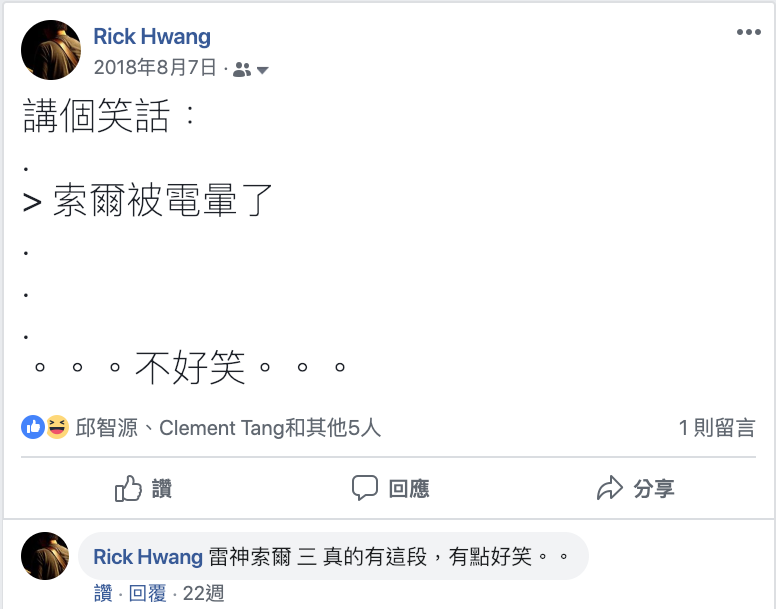 Rick Hwang
2018年8月7日 ·
講個笑話：
.
> 索爾被電暈了
.
.
.
。。。不好笑。。。
邱智源、Clement Tang和其他5人
1 則留言
讚
回應
分享
Rick Hwang 雷神索爾 三 真的有這段，有點好笑。。
讚 · 回覆 · 22週